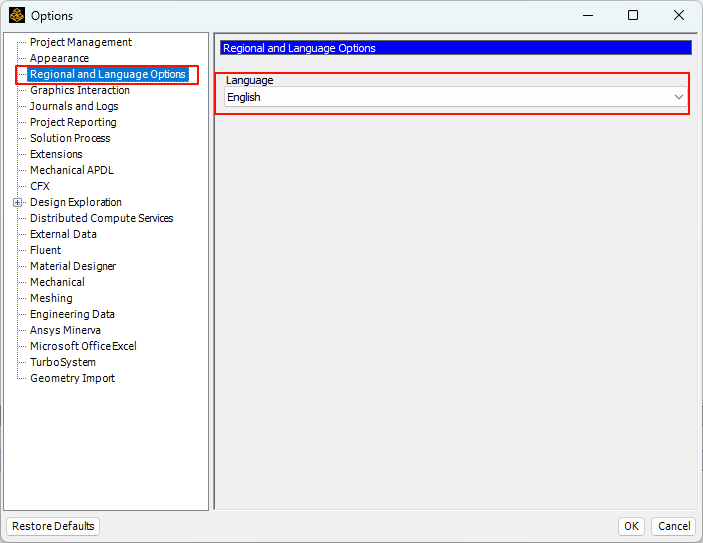 Options
Project Management
Appearance
Regional and Language Options
Graphics Interaction
Journals and Logs
Project Reporting
Solution Process
Extensions
Mechanical APDL
CFX
Design Exploration
Distributed Compute Services
External Data
Fluent
Material Designer
Mechanical
Meshing
Engineering Data
Ansys Minerva
Microsoft Office Excel
TurboSystem
Geometry Import
Regional and Language Options
Language
English
Restore Defaults
OK
Cancel